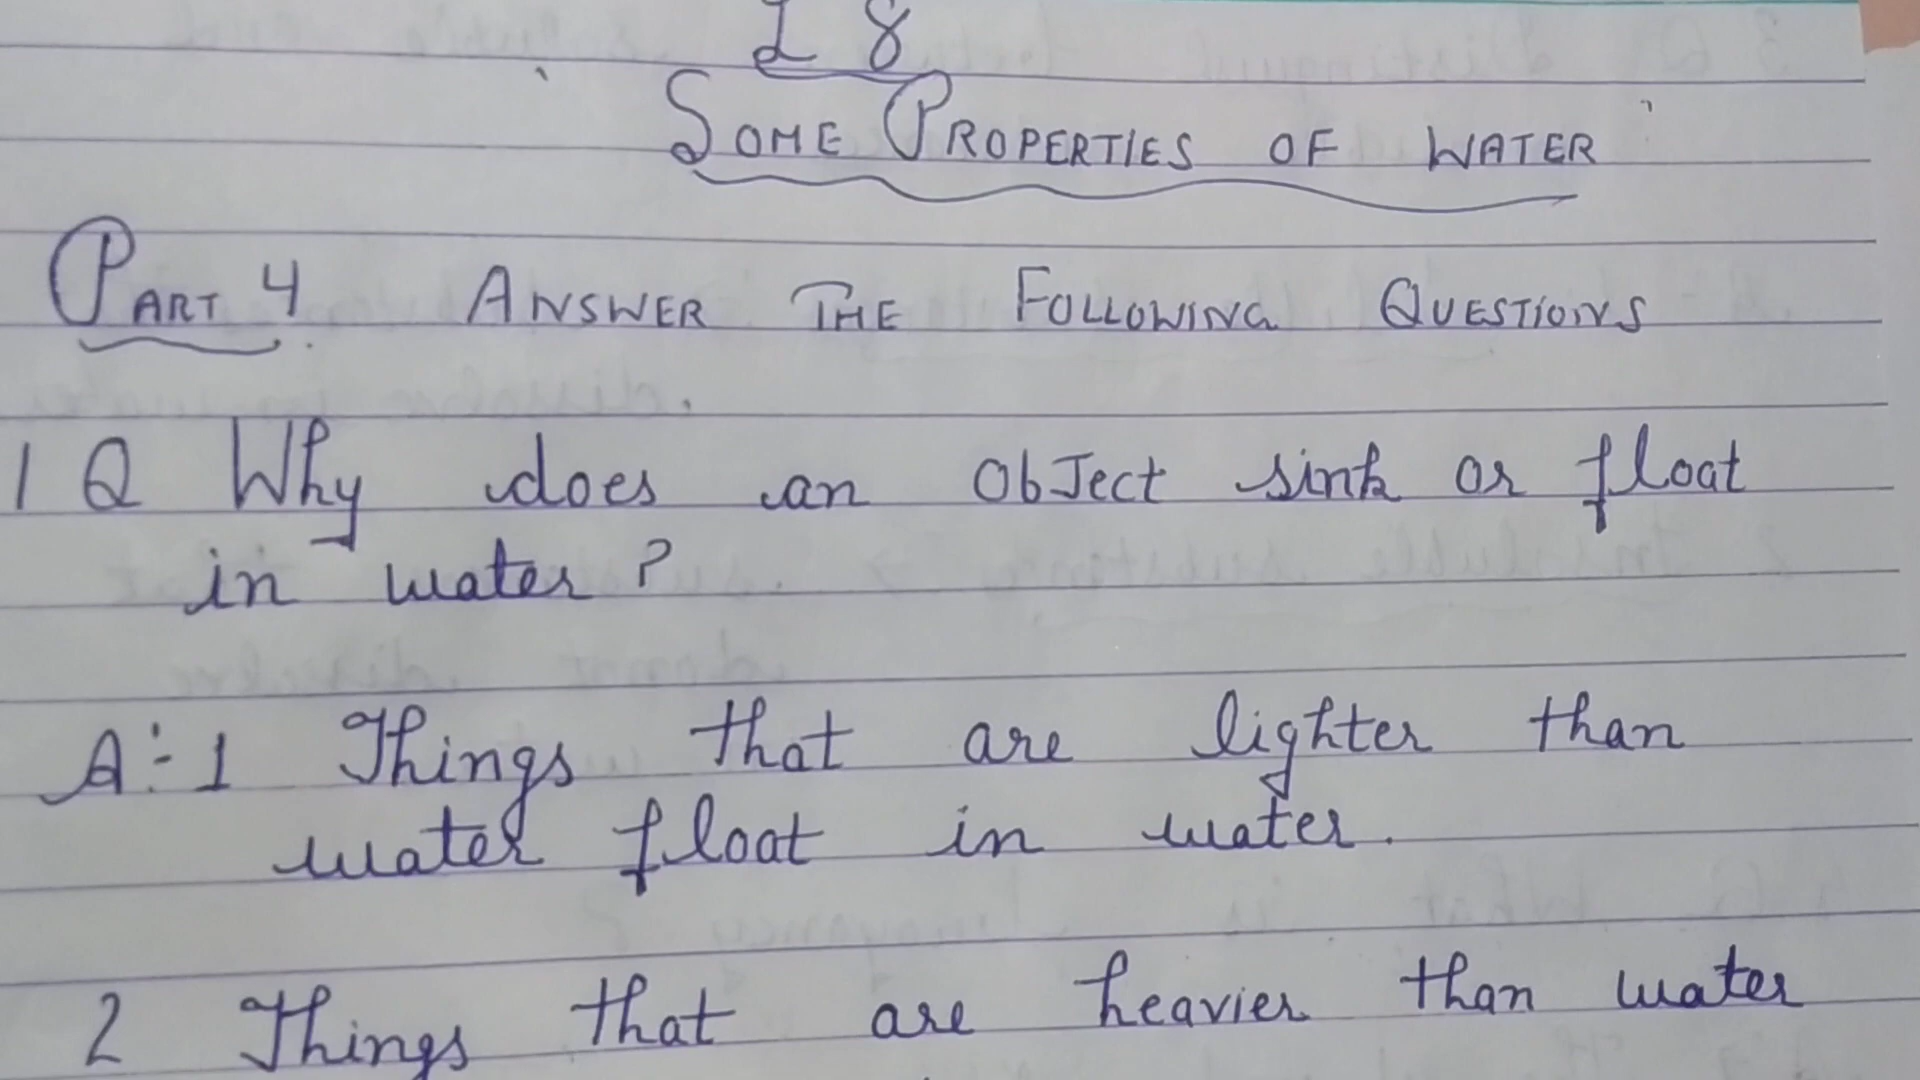 L 8
SOME PROPERTIES OF WATER
PART 4 ANSWER THE FOLLOWING QUESTIONS
1 Q Why does an ObJect sink or float
in water?
A:-1 Things that are lighter than
water float in water.
2 Things that are heavier than water